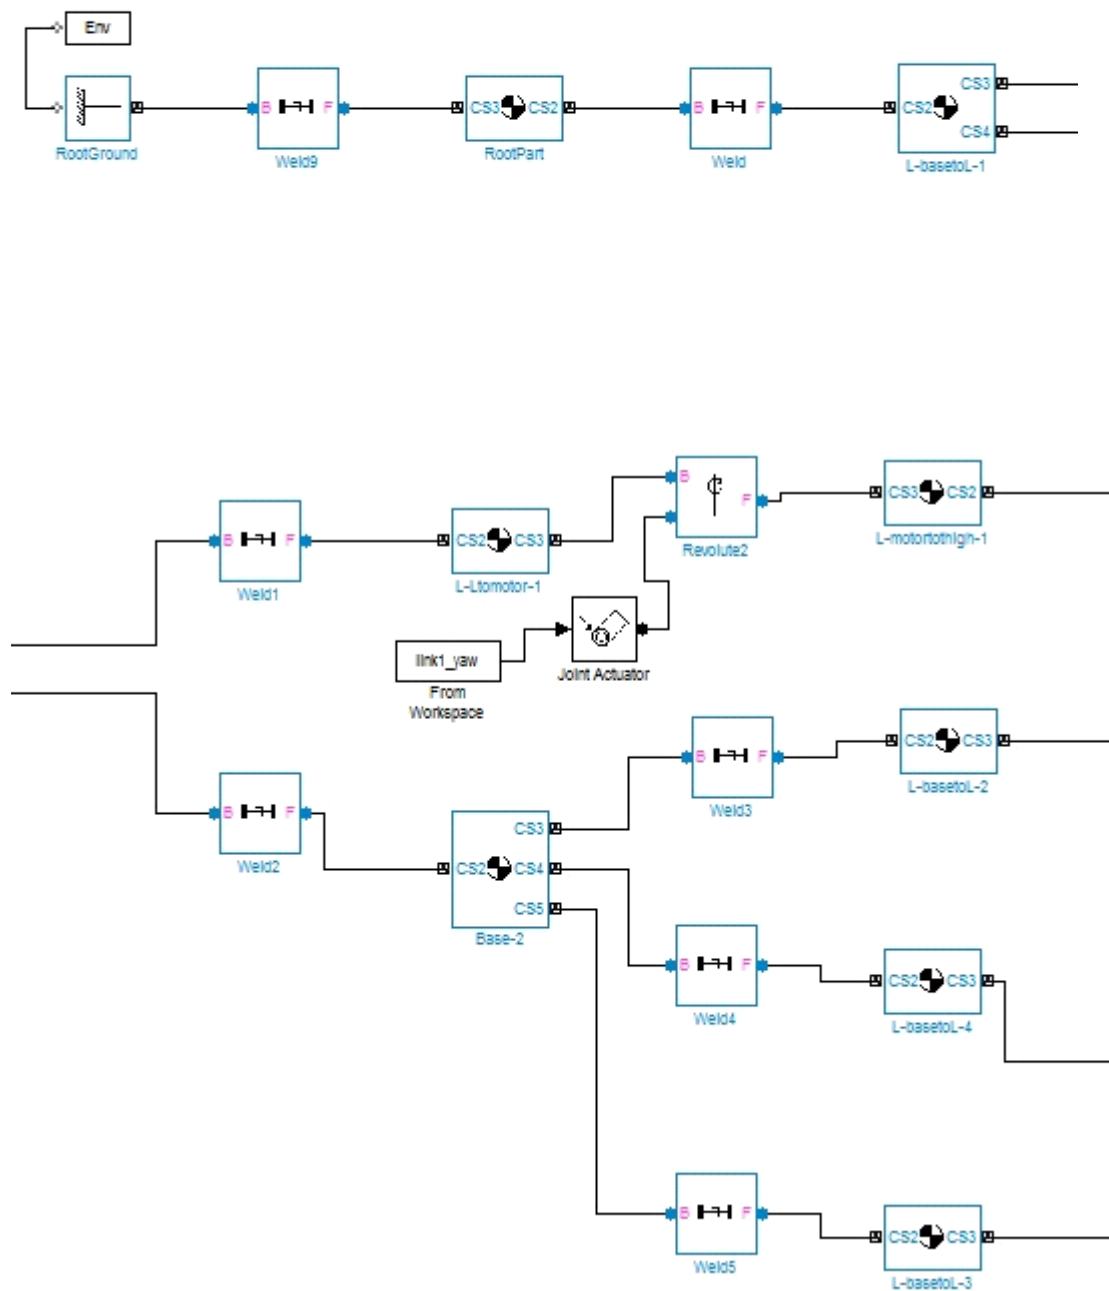 Env
B F
CS3 CS2
B F
CS3
CS2
CS4
RootGround
Weld9
RootPart
Weld
L-basetoL-1
B
F
CS3 CS2
Revolute2
L-motortothigh-1
B F
CS2 CS3
Weld1
L-Ltomotor-1
link1_yaw
From
Workspace
Joint Actuator
B F
CS2 CS3
Weld3
L-basetoL-2
B F
Weld2
CS3
CS2 CS4
CS5
Base-2
B F
CS2 CS3
Weld4
L-basetoL-4
B F
CS2 CS3
Weld5
L-basetoL-3